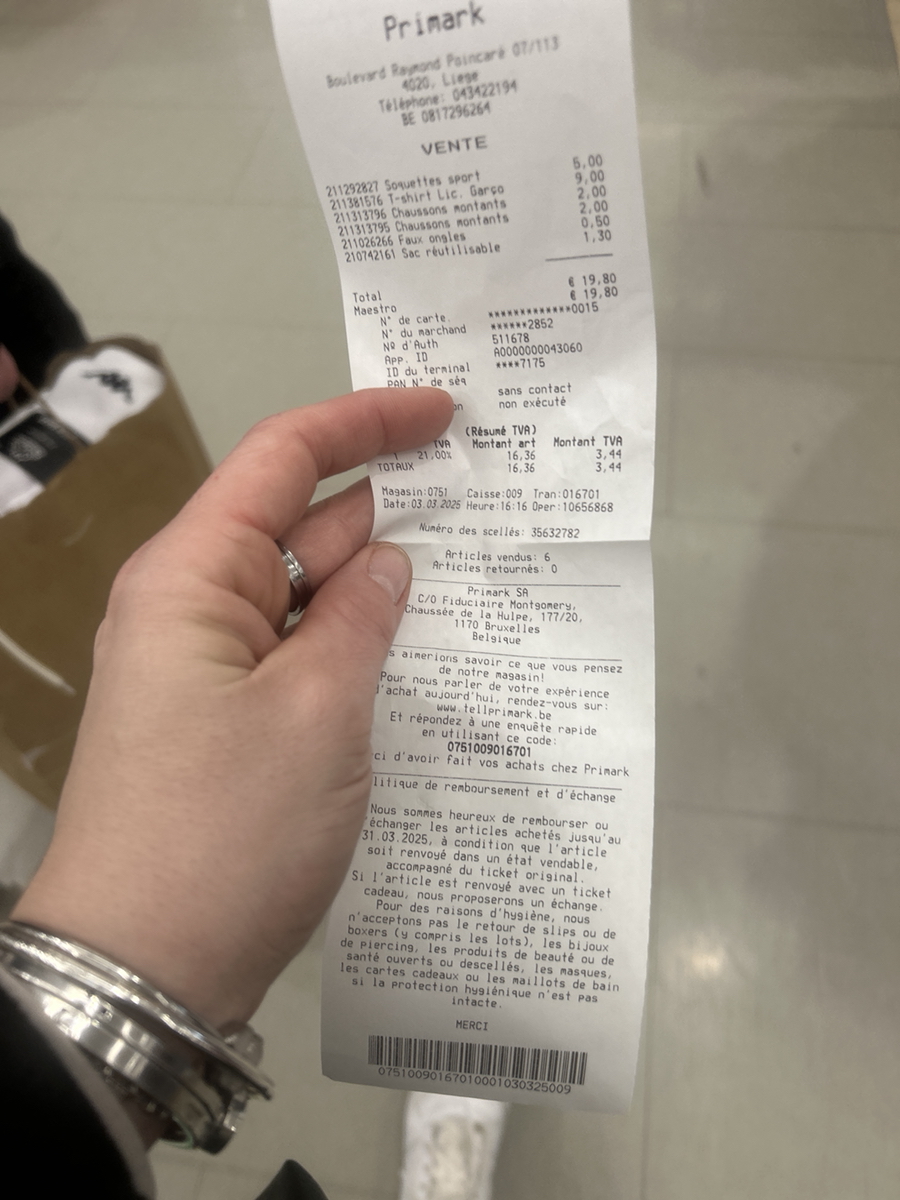 Primark
Boulevard Raymond Poincaré 07/113
4020, Liege
Téléphone: 043422194
BE 0817296264
VENTE
211292827 Soquettes sport 5,00
211381576 T-shirt Lic. Garço 9,00
211313796 Chaussons montants 2,00
211313795 Chaussons montants 2,00
211026266 Faux ongles 0,50
210742161 Sac réutilisable 1,30
Total € 19,80
Maestro € 19,80
N° de carte. *************0015
N° du marchand ******2852
Nº d'Auth 511678
App. ID A0000000043060
ID du terminal ****7175
PAN N° de séq
sans contact
on non exécuté
(Résumé TVA)
TVA Montant art Montant TVA
1 21.00% 16,36 3,44
TOTAUX 16,36 3,44
Magasin:0751 Caisse:009 Tran:016701
Date:03.03.2025 Heure:16:16 Oper:10656868
Numéro des scellés: 35632782
Articles vendus: 6
Articles retournés: 0
Primark SA
C/O Fiduciaire Montgomery,
Chaussée de la Hulpe, 177/20,
1170 Bruxelles
Belgique
s aimerions savoir ce que vous pensez
de notre magasin!
Pour nous parler de votre expérience
d'achat aujourd'hui, rendez-vous sur:
www.tellprimark.be
Et répondez à une enquête rapide
en utilisant ce code:
0751009016701
ci d'avoir fait vos achats chez Primark
litique de remboursement et d'échange
Nous sommes heureux de rembourser ou
échanger les articles achetés jusqu'au
31.03.2025, à condition que l'article
soit renvoyé dans un état vendable,
accompagné du ticket original.
Si l'article est renvoyé avec un ticket
cadeau, nous proposerons un échange.
Pour des raisons d'hygiène, nous
n'acceptons pas le retour de slips ou de
boxers (y compris les lots), les bijoux
de piercing, les produits de beauté ou de
santé ouverts ou descellés, les masques,
les cartes cadeaux ou les maillots de bain
si la protection hygiénique n'est pas
intacte.
MERCI
0751009016701000103032​5009